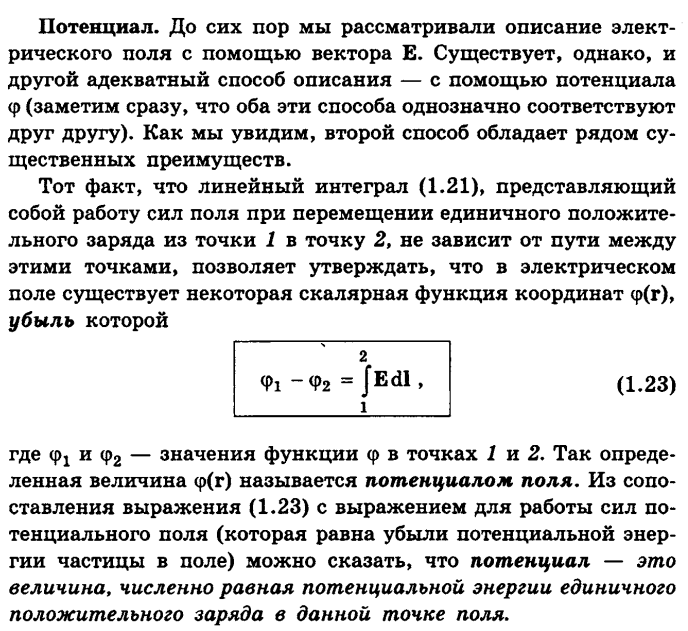 Потенциал. До сих пор мы рассматривали описание элект-
рического поля с помощью вектора E. Существует, однако, и
другой адекватный способ описания — с помощью потенциала
φ (заметим сразу, что оба эти способа однозначно соответствуют
друг другу). Как мы увидим, второй способ обладает рядом су-
щественных преимуществ.
Тот факт, что линейный интеграл (1.21), представляющий
собой работу сил поля при перемещении единичного положите-
льного заряда из точки 1 в точку 2, не зависит от пути между
этими точками, позволяет утверждать, что в электрическом
поле существует некоторая скалярная функция координат φ(r),
убыль которой
φ₁ - φ₂ = ∫₁² Edl , (1.23)
где φ₁ и φ₂ — значения функции φ в точках 1 и 2. Так опреде-
ленная величина φ(r) называется потенциалом поля. Из сопо-
ставления выражения (1.23) с выражением для работы сил по-
тенциального поля (которая равна убыли потенциальной энер-
гии частицы в поле) можно сказать, что потенциал — это
величина, численно равная потенциальной энергии единичного
положительного заряда в данной точке поля.